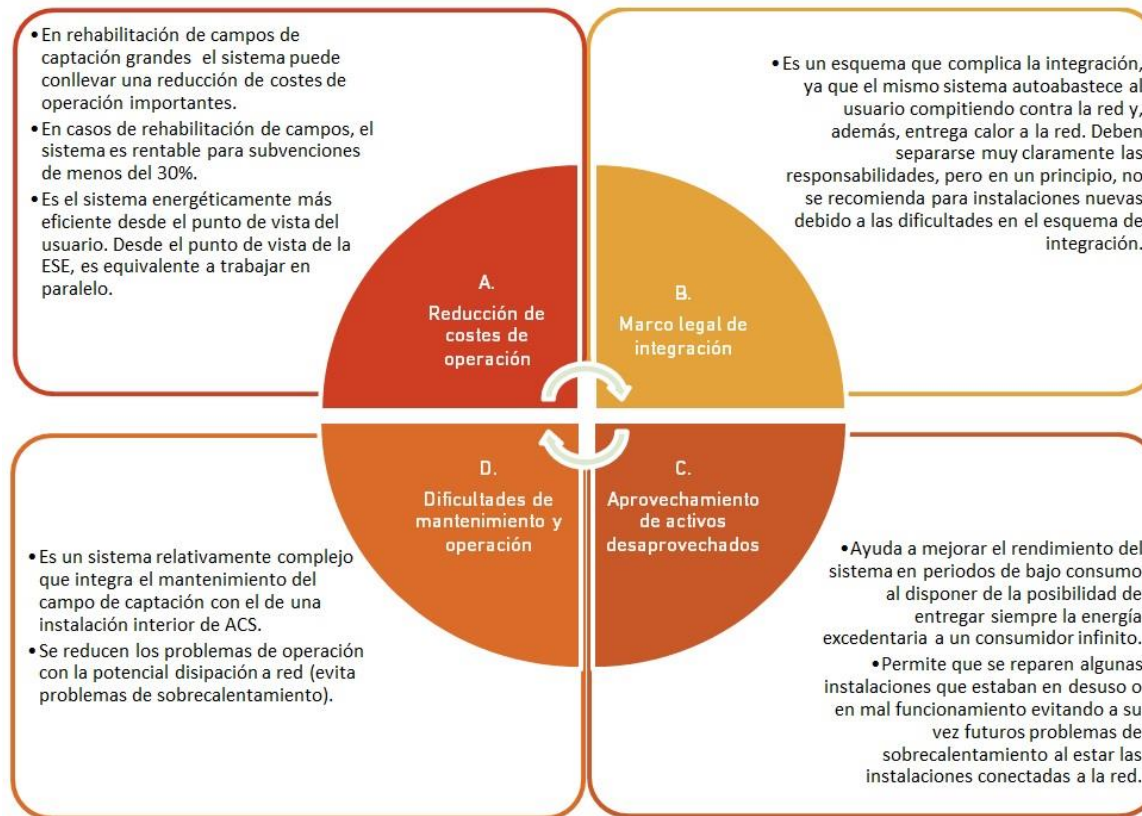 •En rehabilitación de campos de
captación grandes  el sistema puede
conllevar una reducción de costes de
operación importantes.
•En casos de rehabilitación de campos, el
sistema es rentable para subvenciones
de menos del 30%.
•Es el sistema energéticamente más
eficiente desde el punto de vista del
usuario. Desde el punto de vista de la
ESE, es equivalente a trabajar en
paralelo.
•Es un esquema que complica la integración,
ya que el mismo sistema autoabastece al
usuario compitiendo contra la red y,
además, entrega calor a la red. Deben
separarse muy claramente las
responsabilidades, pero en un principio, no
se recomienda para instalaciones nuevas
debido a las dificultades en el esquema de
integración.
A.
Reducción de
costes de
operación
B.
Marco legal de
integración
D.
Dificultades de
mantenimiento y
operación
C.
Aprovechamiento
de activos
desaprovechados
•Es un sistema relativamente complejo
que integra el mantenimiento del
campo de captación con el de una
instalación interior de ACS.
•Se reducen los problemas de operación
con la potencial disipación a red (evita
problemas de sobrecalentamiento).
•Ayuda a mejorar el rendimiento del
sistema en periodos de bajo consumo
al disponer de la posibilidad de
entregar siempre la energía
excedentaria a un consumidor infinito.
•Permite que se reparen algunas
instalaciones que estaban en desuso o
en mal funcionamiento evitando a su
vez futuros problemas de
sobrecalentamiento al estar las
instalaciones conectadas a la red.